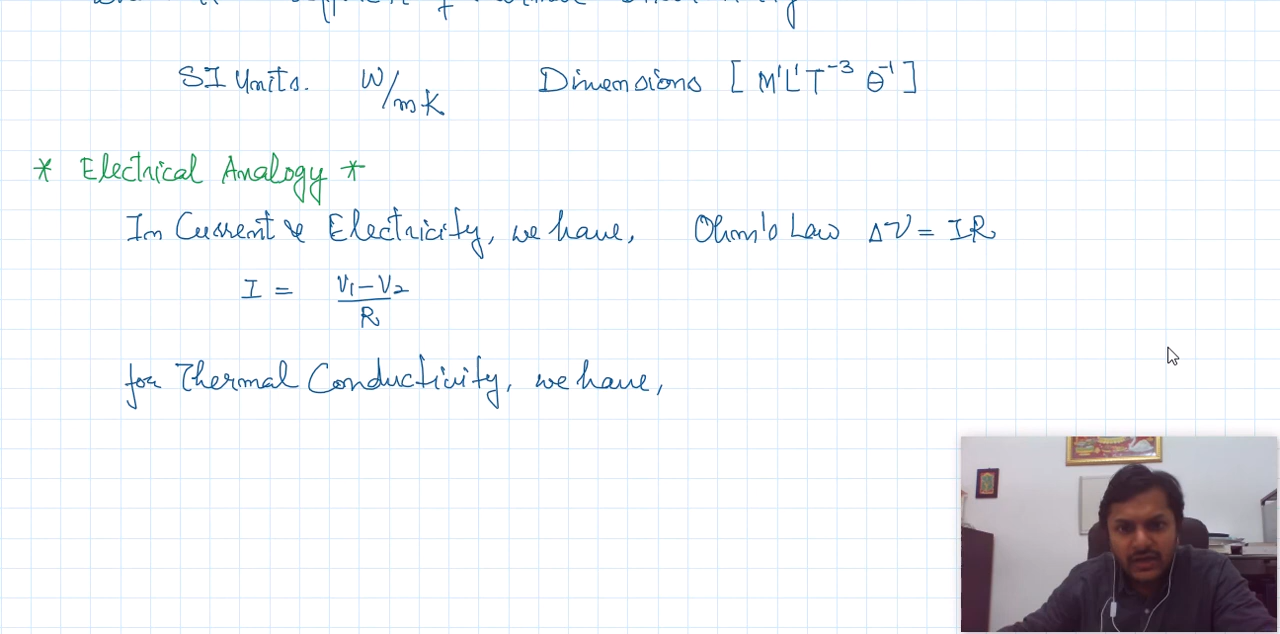 SI Units. W/mK Dimensions [M¹L¹T⁻³ θ⁻¹]
* Electrical Analogy *
In Current & Electricity, we have, Ohm's Law ΔV = IR
I = (V₁-V₂)/R
for Thermal Conductivity, we have,